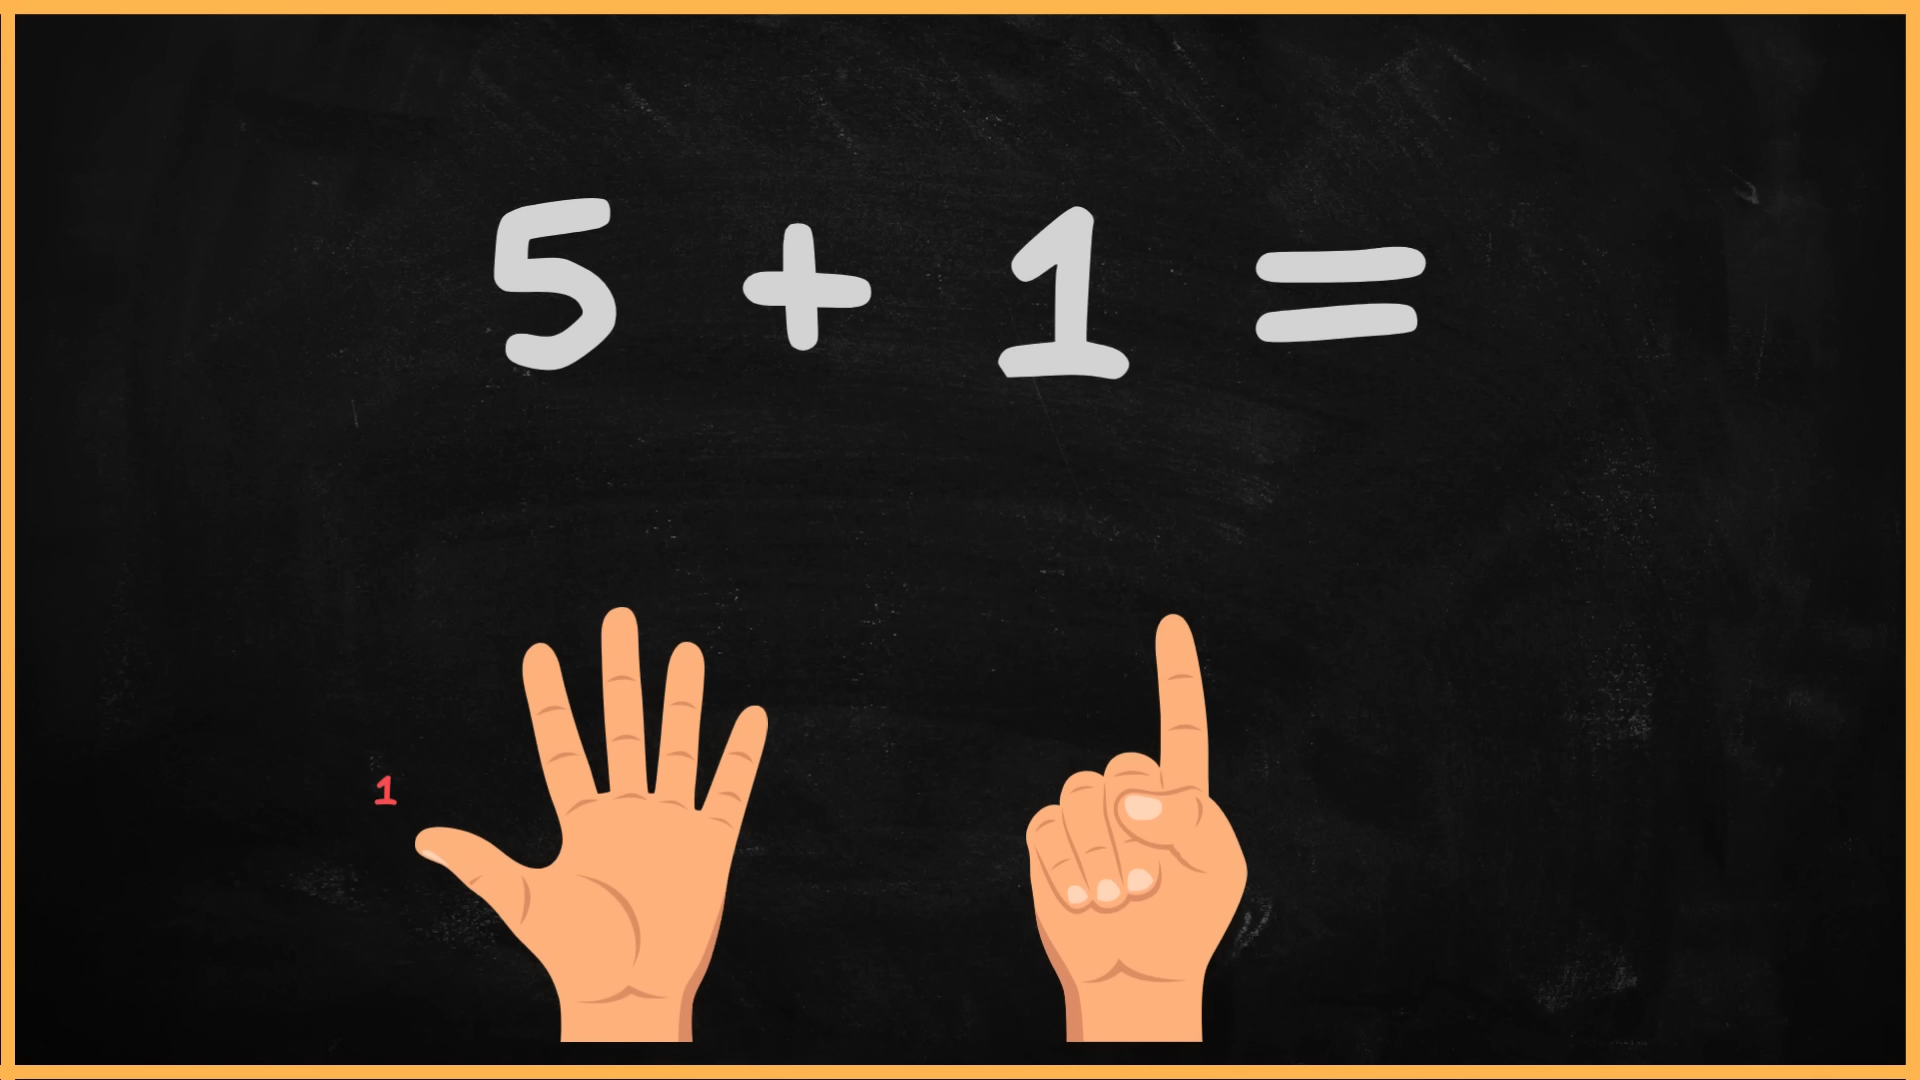 5 + 1 =
1